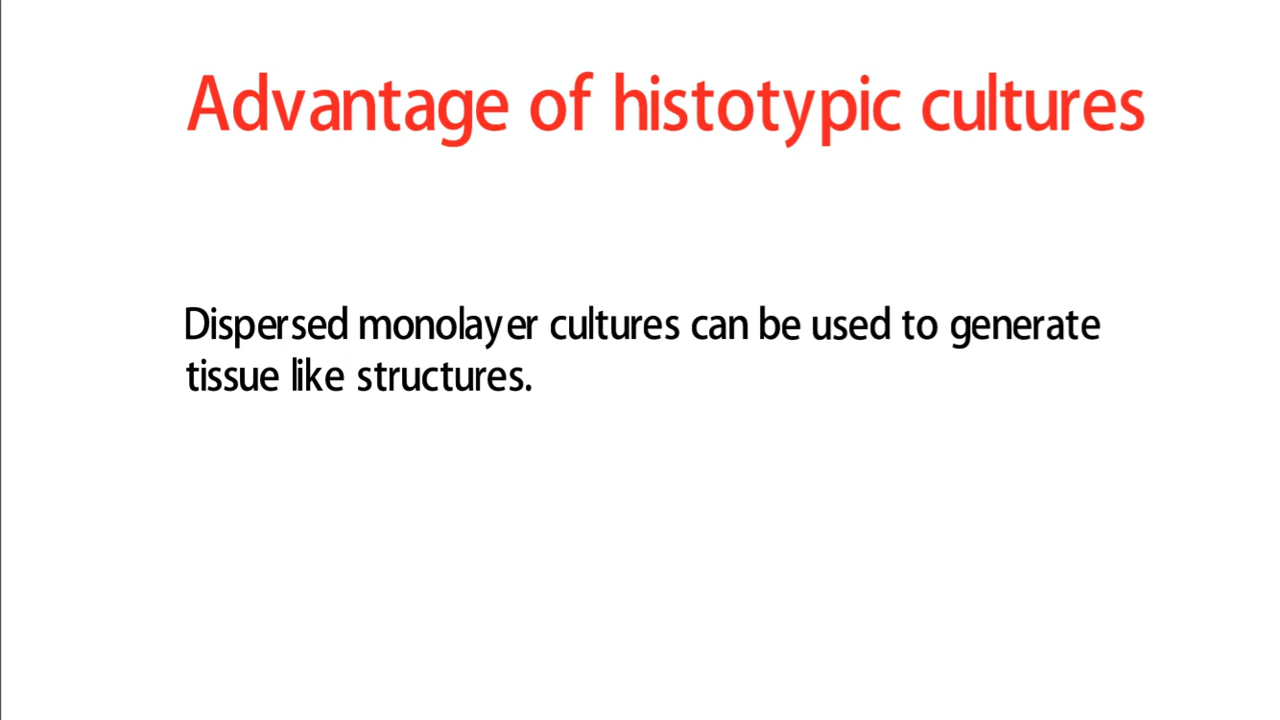 Advantage of histotypic cultures
Dispersed monolayer cultures can be used to generate
tissue like structures.